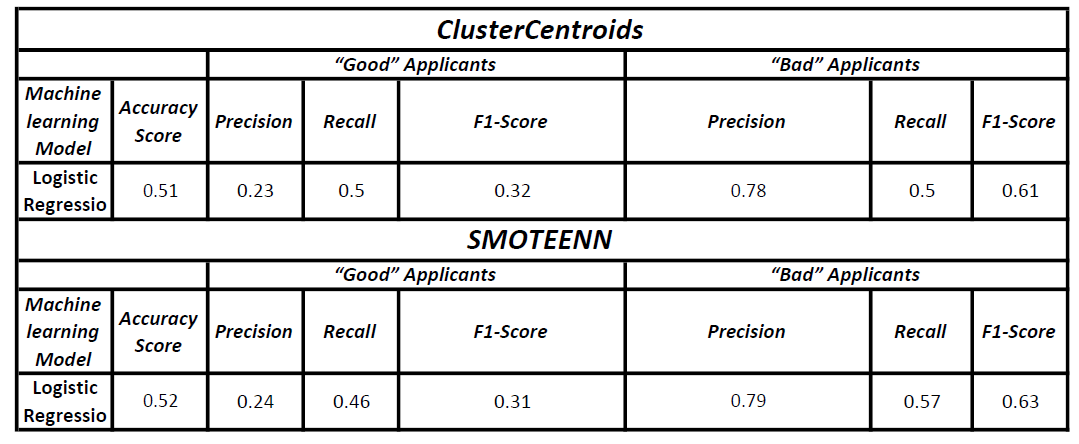 ClusterCentroids
“Good” Applicants “Bad” Applicants
Machine
learning
Model
Accuracy
Score
Precision Recall F1-Score Precision Recall F1-Score
Logistic
Regressio
0.51 0.23 0.5 0.32 0.78 0.5 0.61
SMOTEENN
“Good” Applicants “Bad” Applicants
Machine
learning
Model
Accuracy
Score
Precision Recall F1-Score Precision Recall F1-Score
Logistic
Regressio
0.52 0.24 0.46 0.31 0.79 0.57 0.63